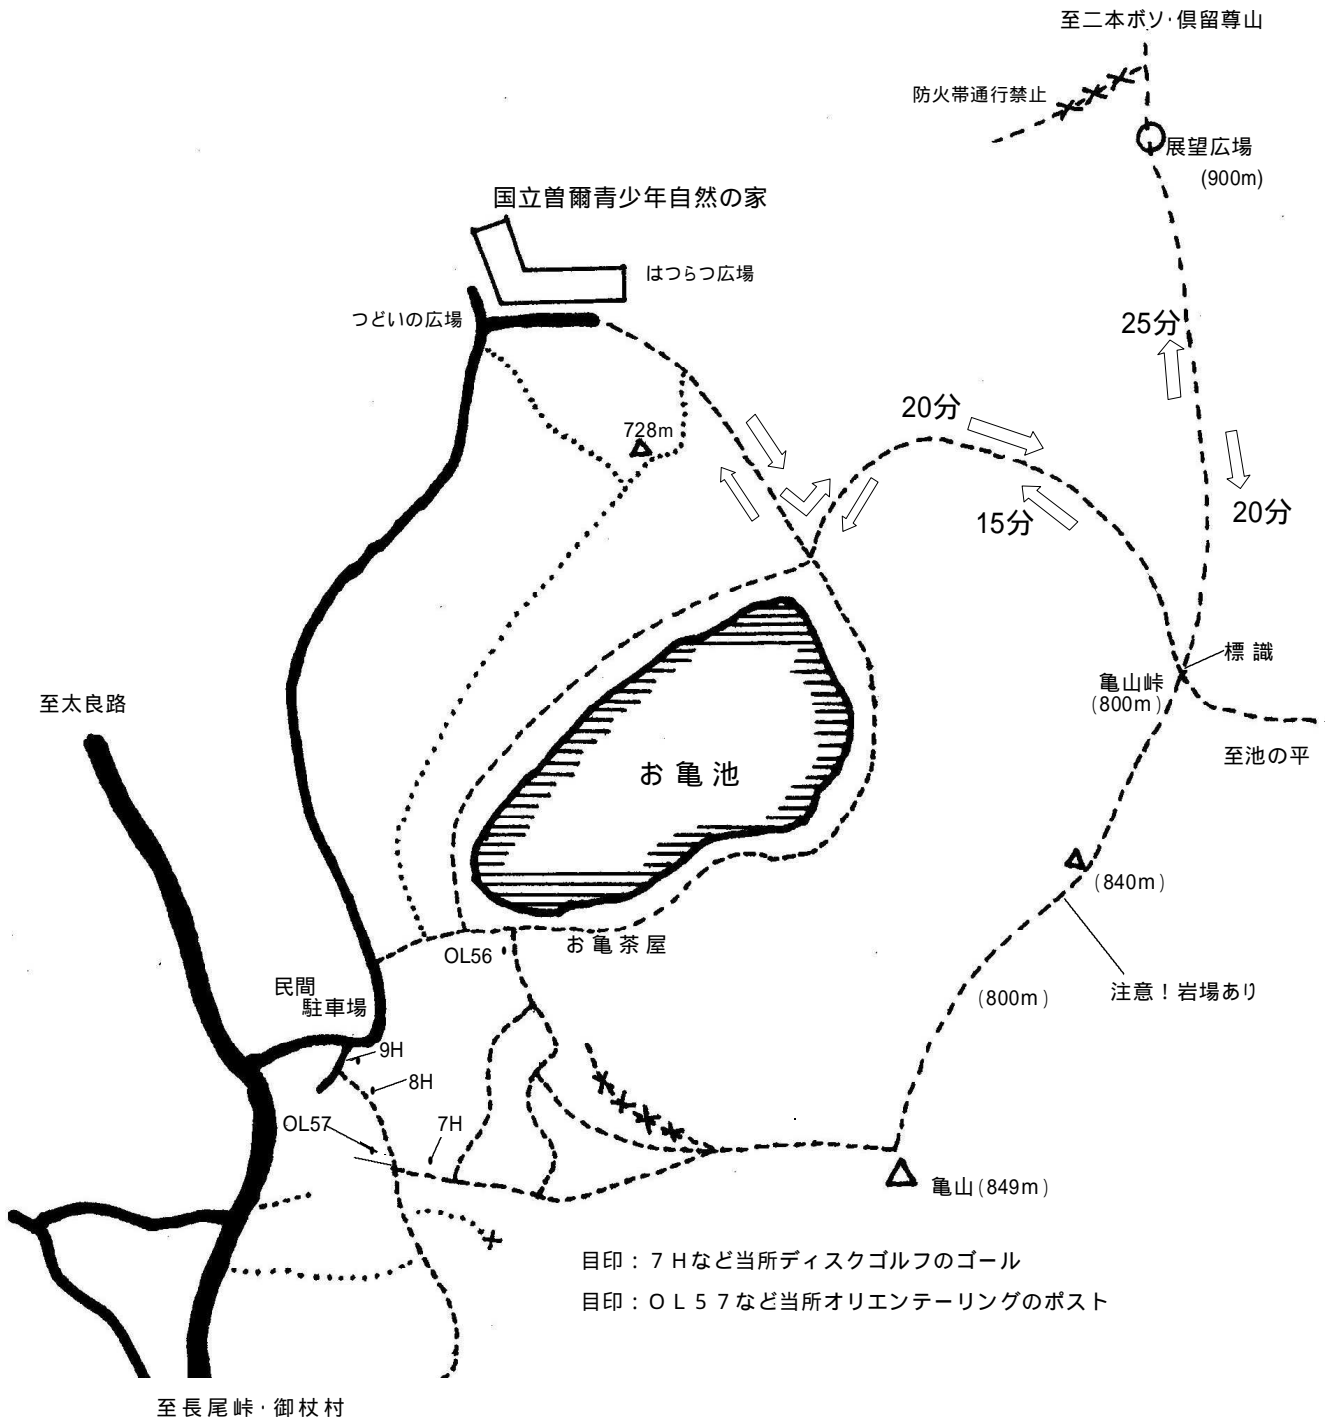 至二本ボソ・倶留尊山
防火帯通行禁止
展望広場
(900m)
国立曽爾青少年自然の家
はつらつ広場
つどいの広場
25分
20分
728m
20分
15分
標識
亀山峠
(800m)
至太良路
至池の平
お亀池
(840m)
OL56
お亀茶屋
民間
駐車場
(800m)
注意！岩場あり
9H
8H
OL57
7H
亀山(849m)
目印：７Ｈなど当所ディスクゴルフのゴール
目印：ＯＬ５７など当所オリエンテーリングのポスト
至長尾峠・御杖村